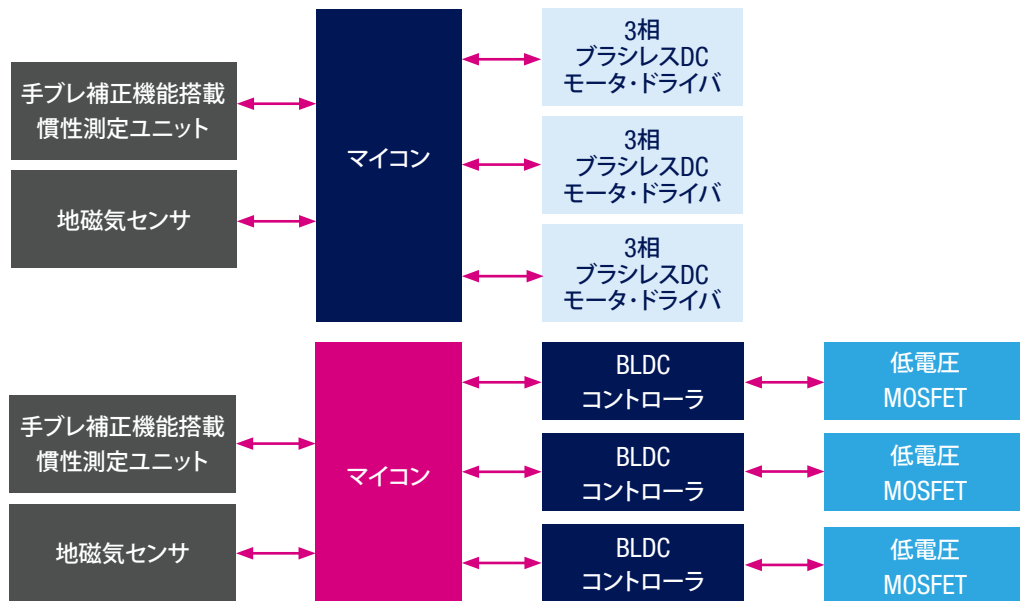 手ブレ補正機能搭載
慣性測定ユニット
地磁気センサ
マイコン
3相
ブラシレスDC
モータ・ドライバ
3相
ブラシレスDC
モータ・ドライバ
3相
ブラシレスDC
モータ・ドライバ
手ブレ補正機能搭載
慣性測定ユニット
地磁気センサ
マイコン
BLDC
コントローラ
低電圧
MOSFET
BLDC
コントローラ
低電圧
MOSFET
BLDC
コントローラ
低電圧
MOSFET